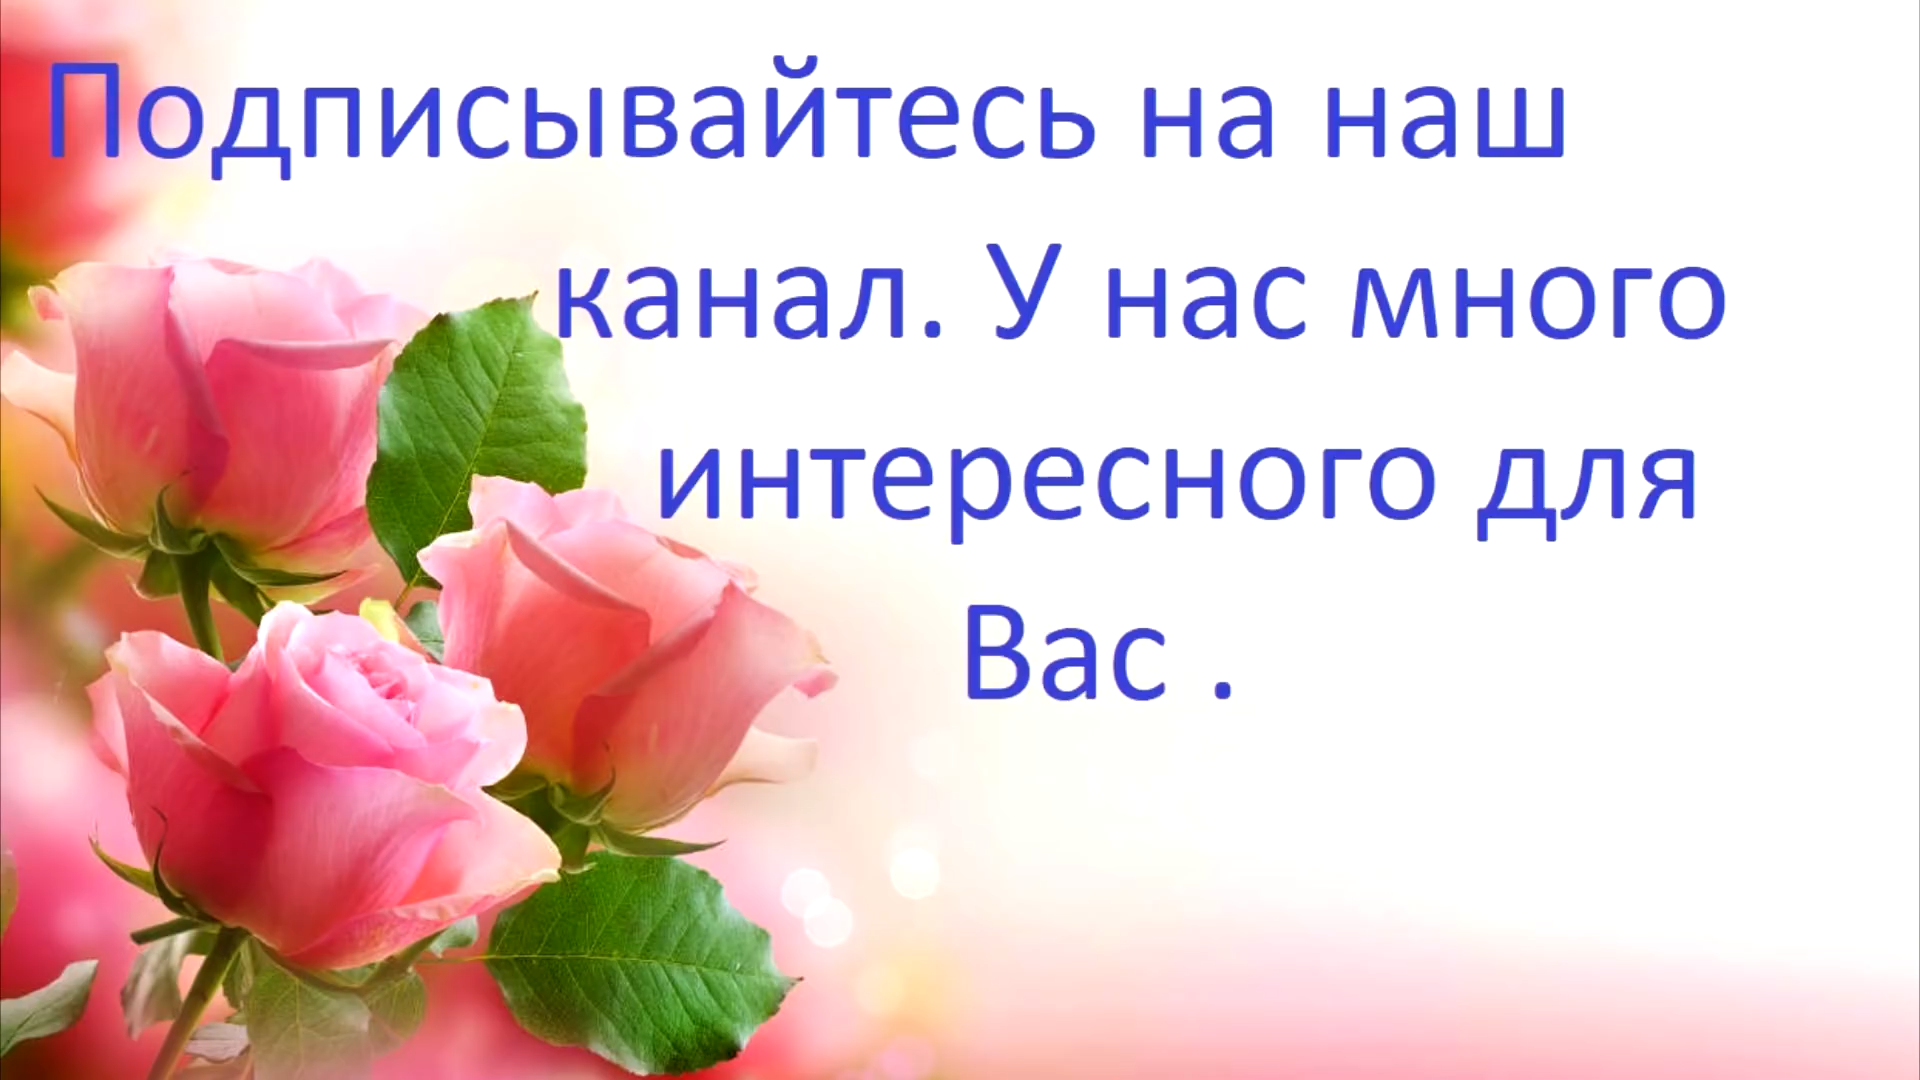 Подписывайтесь на наш
канал. У нас много
интересного для
Вас .